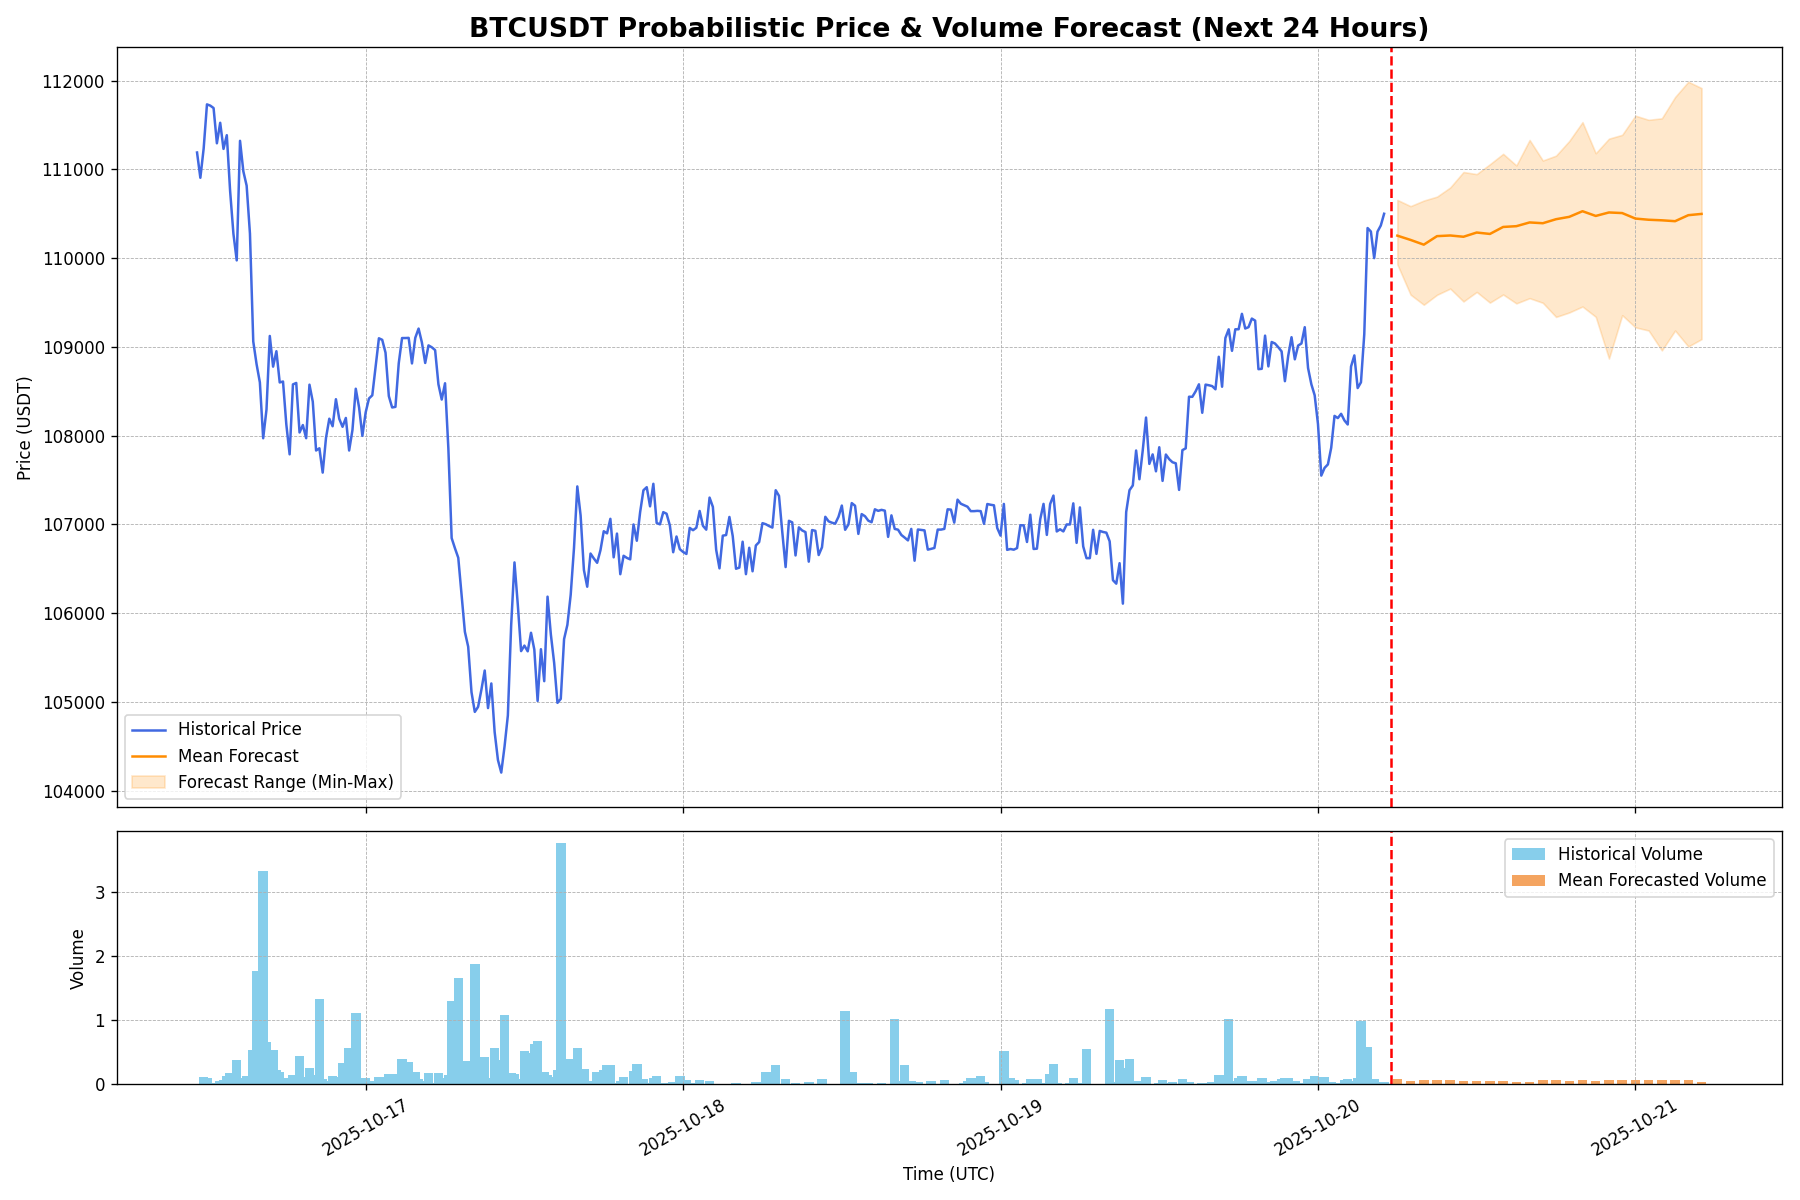 BTCUSDT Probabilistic Price & Volume Forecast (Next 24 Hours)
112000
111000
110000
109000
108000
107000
106000
105000
104000
Price (USDT)
Historical Price
Mean Forecast
Forecast Range (Min-Max)
3
2
1
0
Volume
Historical Volume
Mean Forecasted Volume
2025-10-17
2025-10-18
2025-10-19
2025-10-20
2025-10-21
Time (UTC)